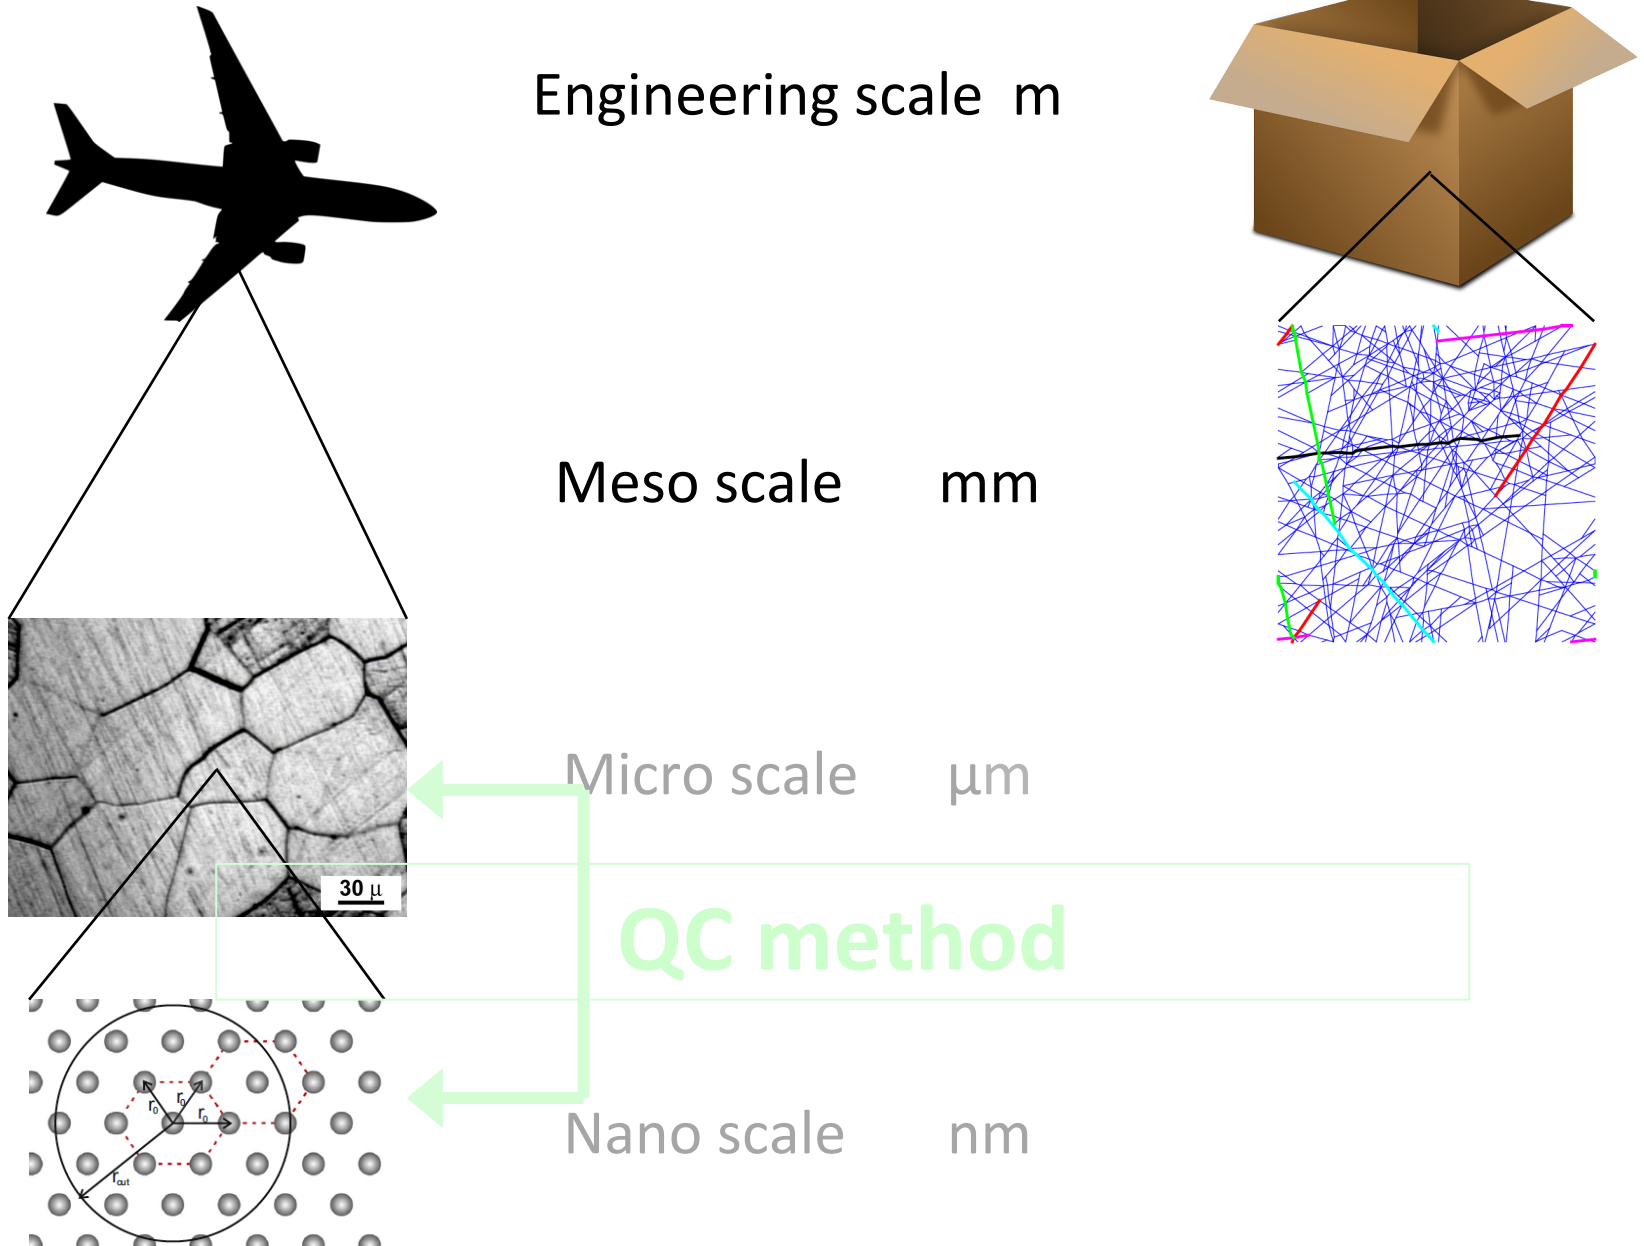 Engineering scale m
Meso scale mm
Micro scale μm
30 μ
QC method
r0
r0
r0
Nano scale nm
rcut